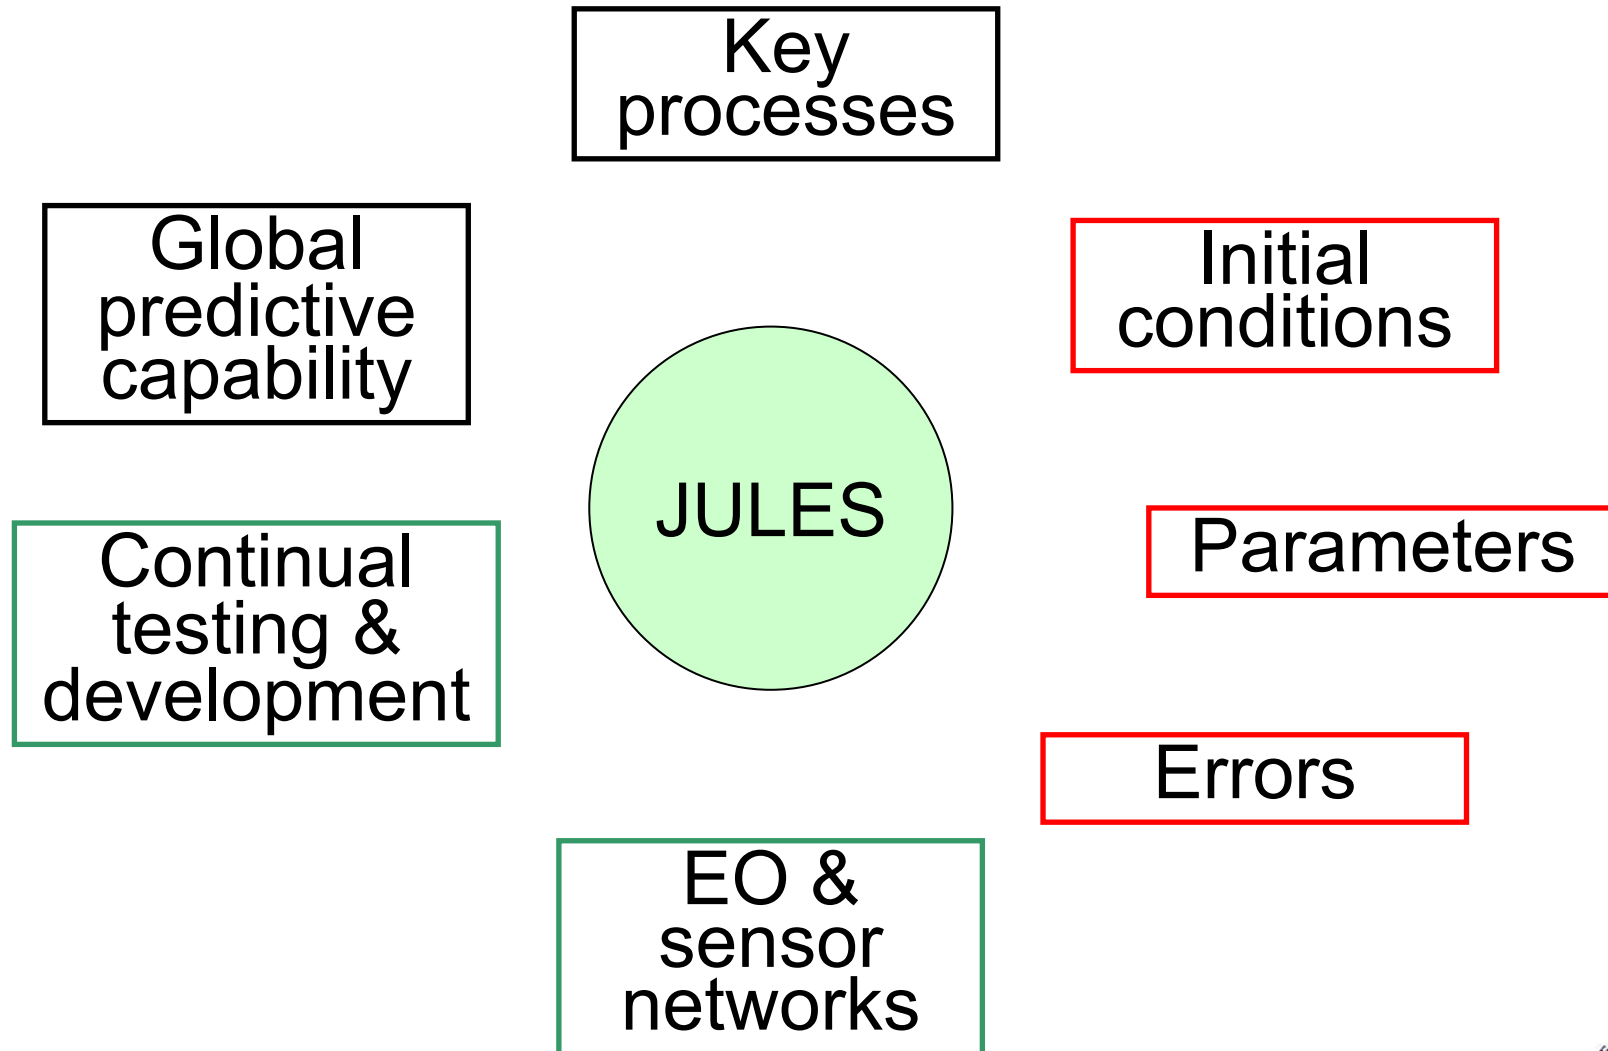 Key
processes
Global
predictive
capability
Initial
conditions
JULES
Continual
testing &
development
Parameters
Errors
EO &
sensor
networks